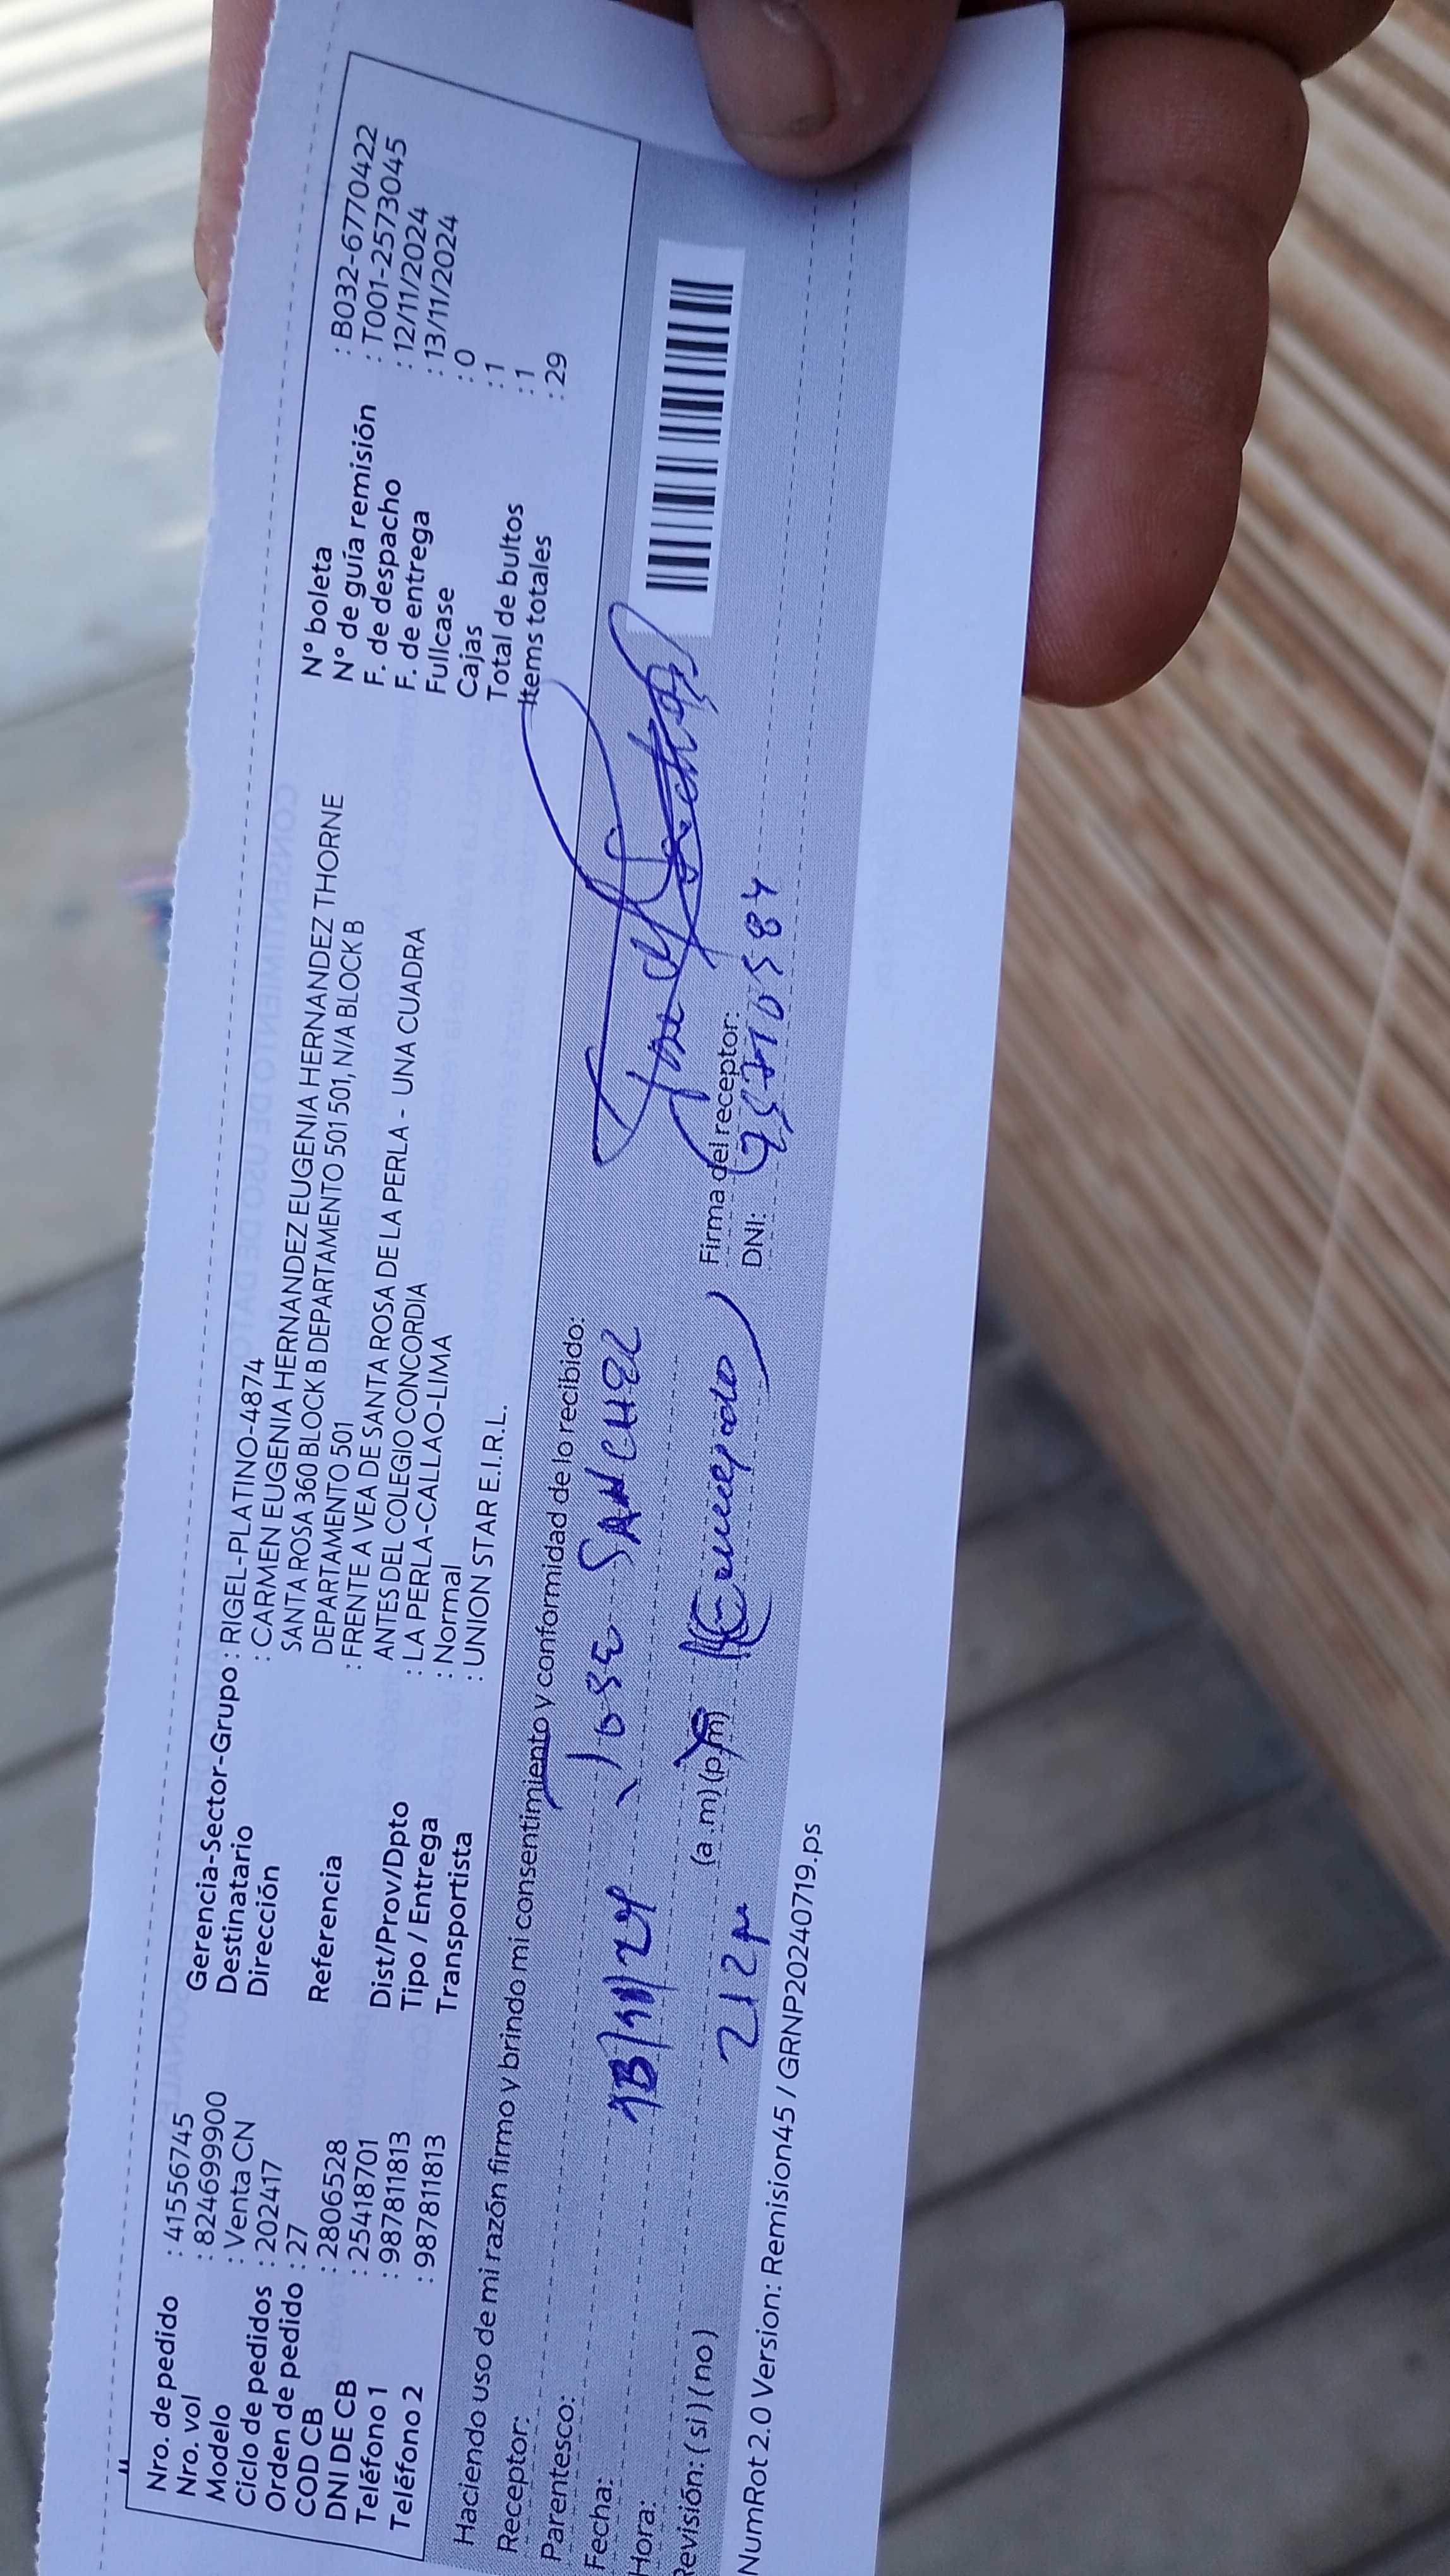 Nro. de pedido : 41556745
Nro. vol : 824699900
Modelo : Venta CN
Ciclo de pedidos : 202417
Orden de pedido : 27
COD CB : 2806528
DNI DE CB : 25418701
Teléfono 1 : 987811813
Teléfono 2 : 987811813
Gerencia-Sector-Grupo : RIGEL-PLATINO-4874
Destinatario : CARMEN EUGENIA HERNANDEZ EUGENIA HERNANDEZ THORNE
Dirección SANTA ROSA 360 BLOCK B DEPARTAMENTO 501 501, N/A BLOCK B
DEPARTAMENTO 501
Referencia : FRENTE A VEA DE SANTA ROSA DE LA PERLA - UNA CUADRA
ANTES DEL COLEGIO CONCORDIA
Dist/Prov/Dpto : LA PERLA-CALLAO-LIMA
Tipo / Entrega : Normal
Transportista : UNION STAR E.I.R.L.
N° boleta : B032-67770422
N° de guía remisión : T001-2573045
F. de despacho : 12/11/2024
F. de entrega : 13/11/2024
Fullcase : 0
Cajas : 1
Total de bultos : 1
Items totales : 29
Haciendo uso de mi razón firmo y brindo mi consentimiento y conformidad de lo recibido:
Receptor: JOSE SANCHEZ
Parentesco:
Fecha: 13/11/24
Hora: 212 (a.m) (p.m)
Revisión: (si) (no)
Firma del receptor:
DNI:
NumRot 2.0 Version: Remision45 / GRNP20240719.ps